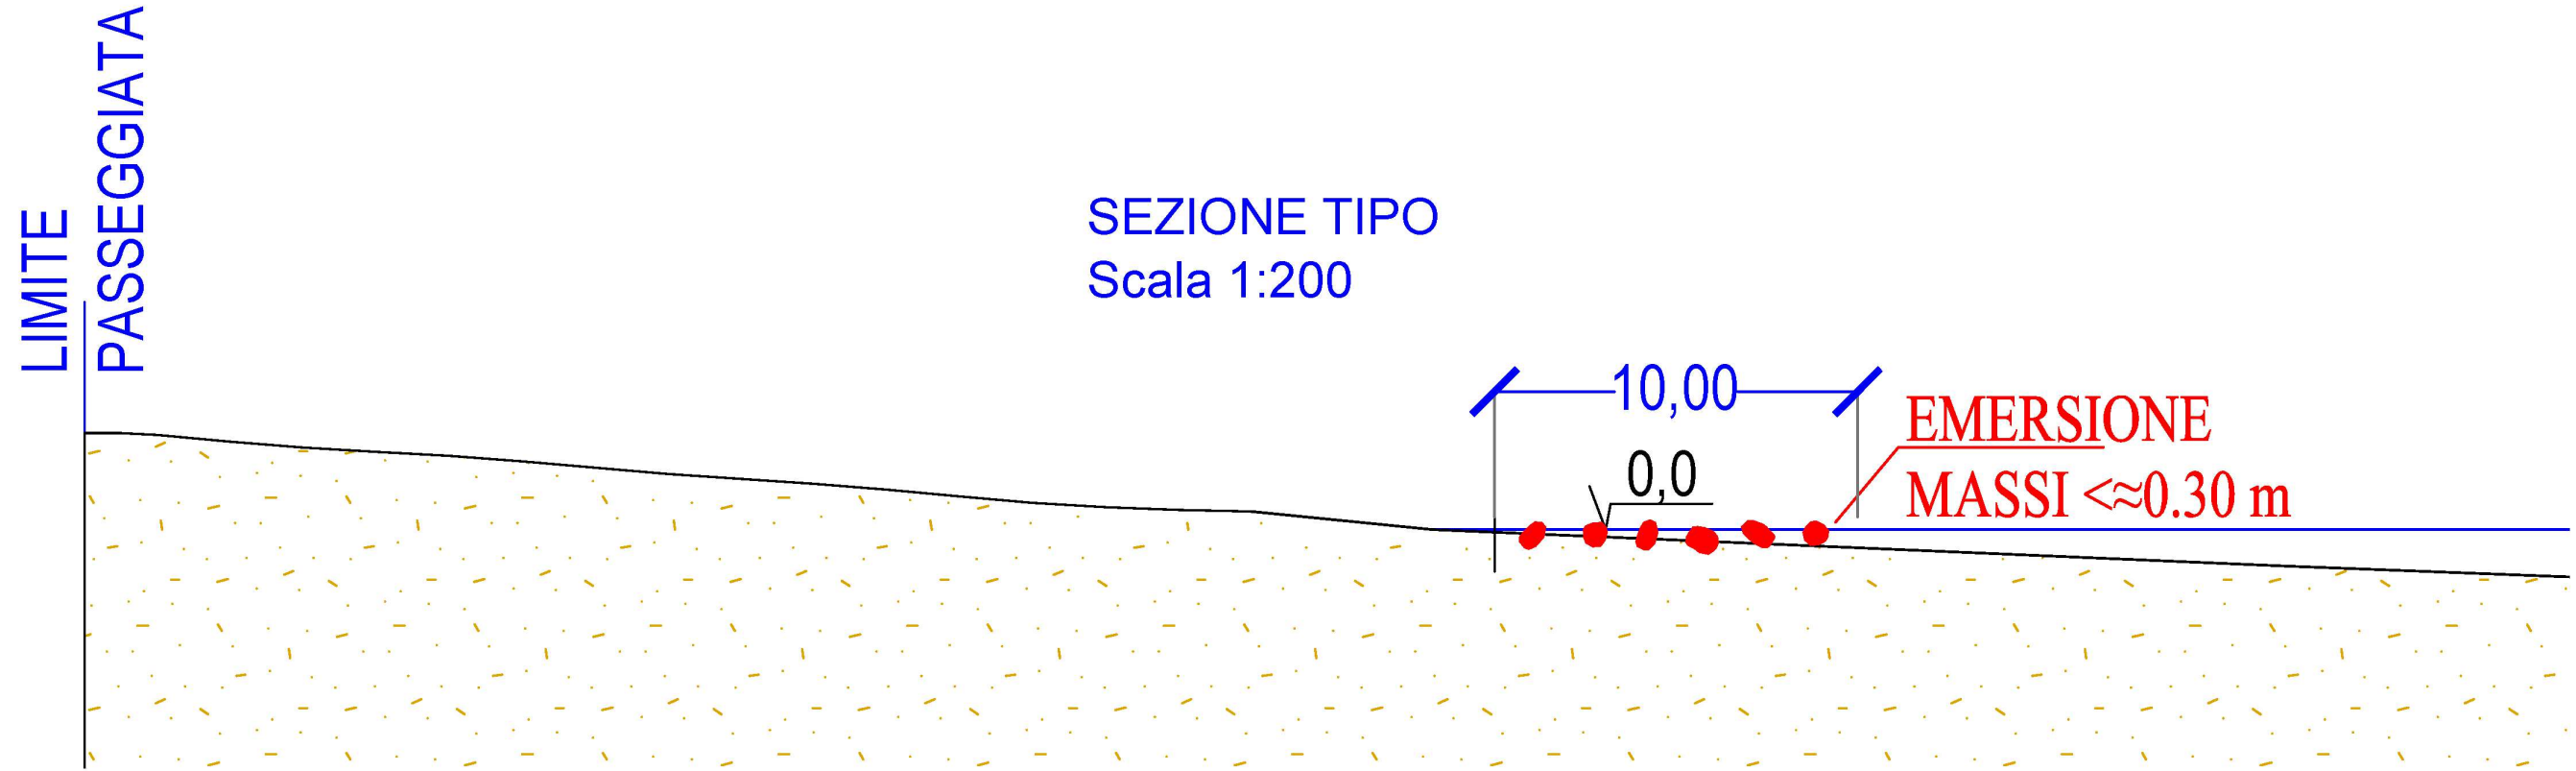 LIMITE
PASSEGGIATA
SEZIONE TIPO
Scala 1:200
10,00
0,0
EMERSIONE
MASSI <≈0.30 m